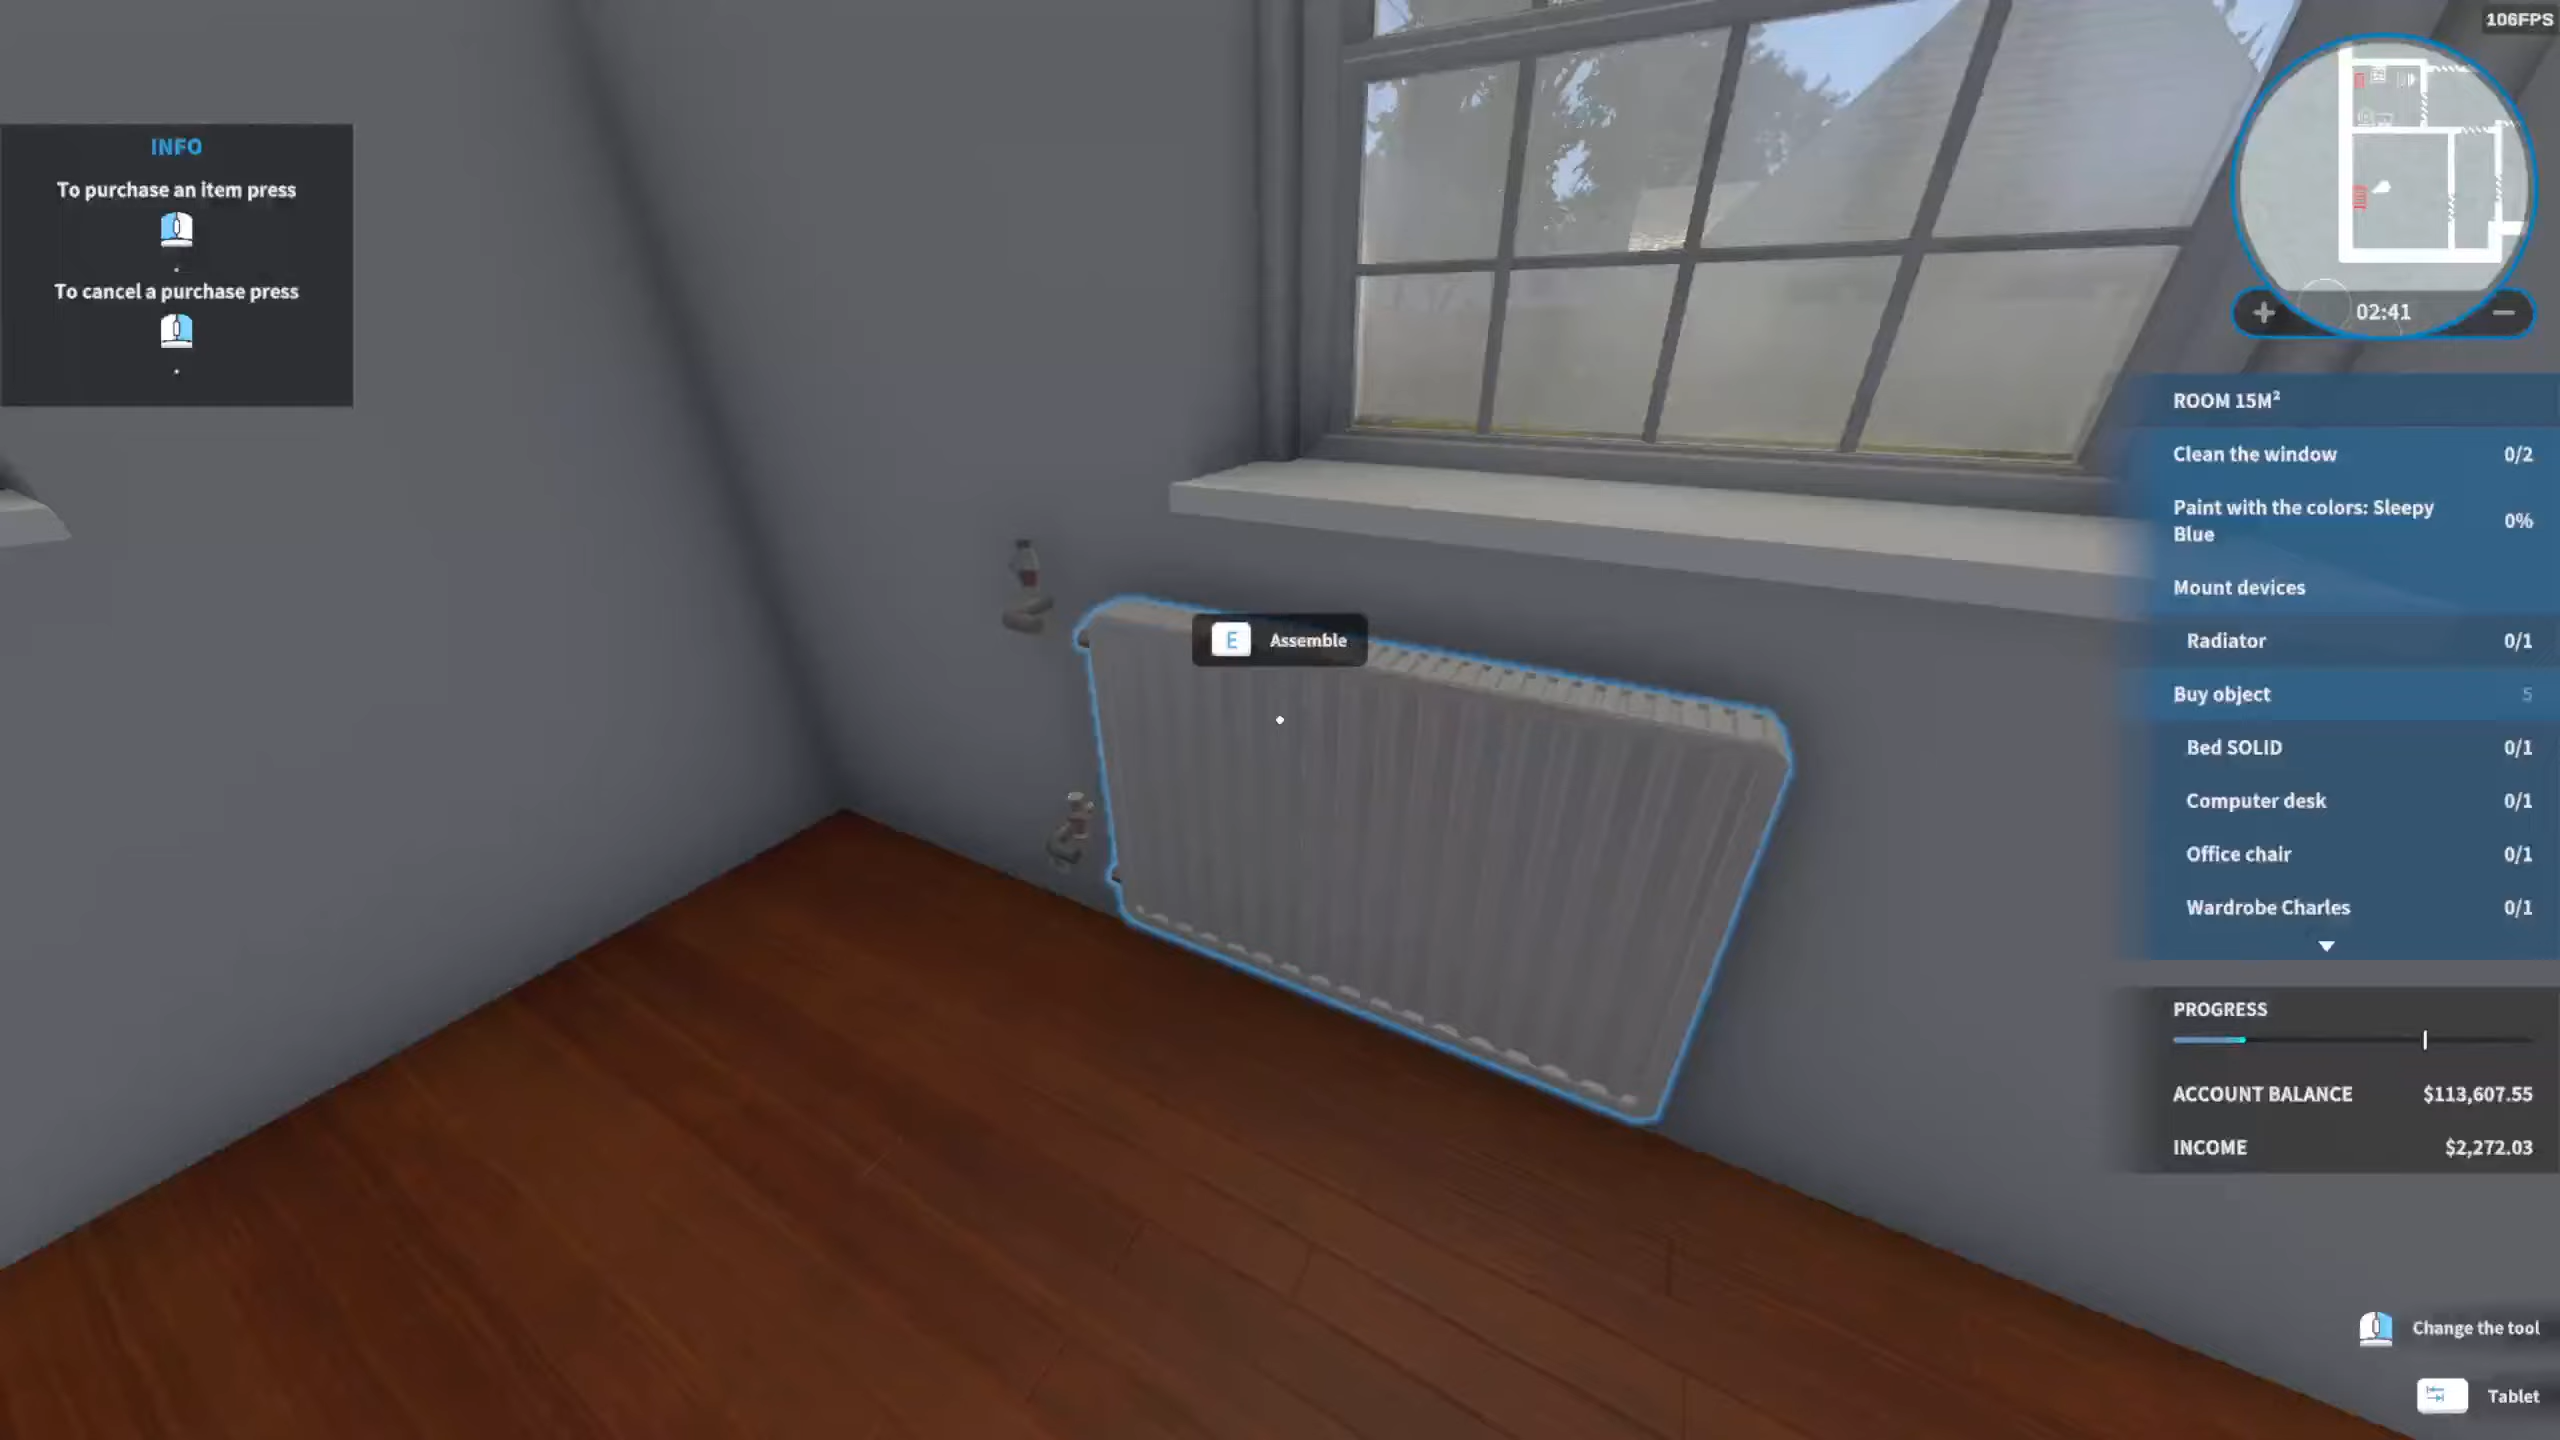 106FPS
INFO
To purchase an item press
.
To cancel a purchase press
.
02:41
ROOM 15M²
Clean the window 0/2
Paint with the colors: Sleepy
Blue 0%
Mount devices
Radiator 0/1
Buy object 5
Bed SOLID 0/1
Computer desk 0/1
Office chair 0/1
Wardrobe Charles 0/1
E Assemble
PROGRESS
ACCOUNT BALANCE $113,607.55
INCOME $2,272.03
Change the tool
Tablet